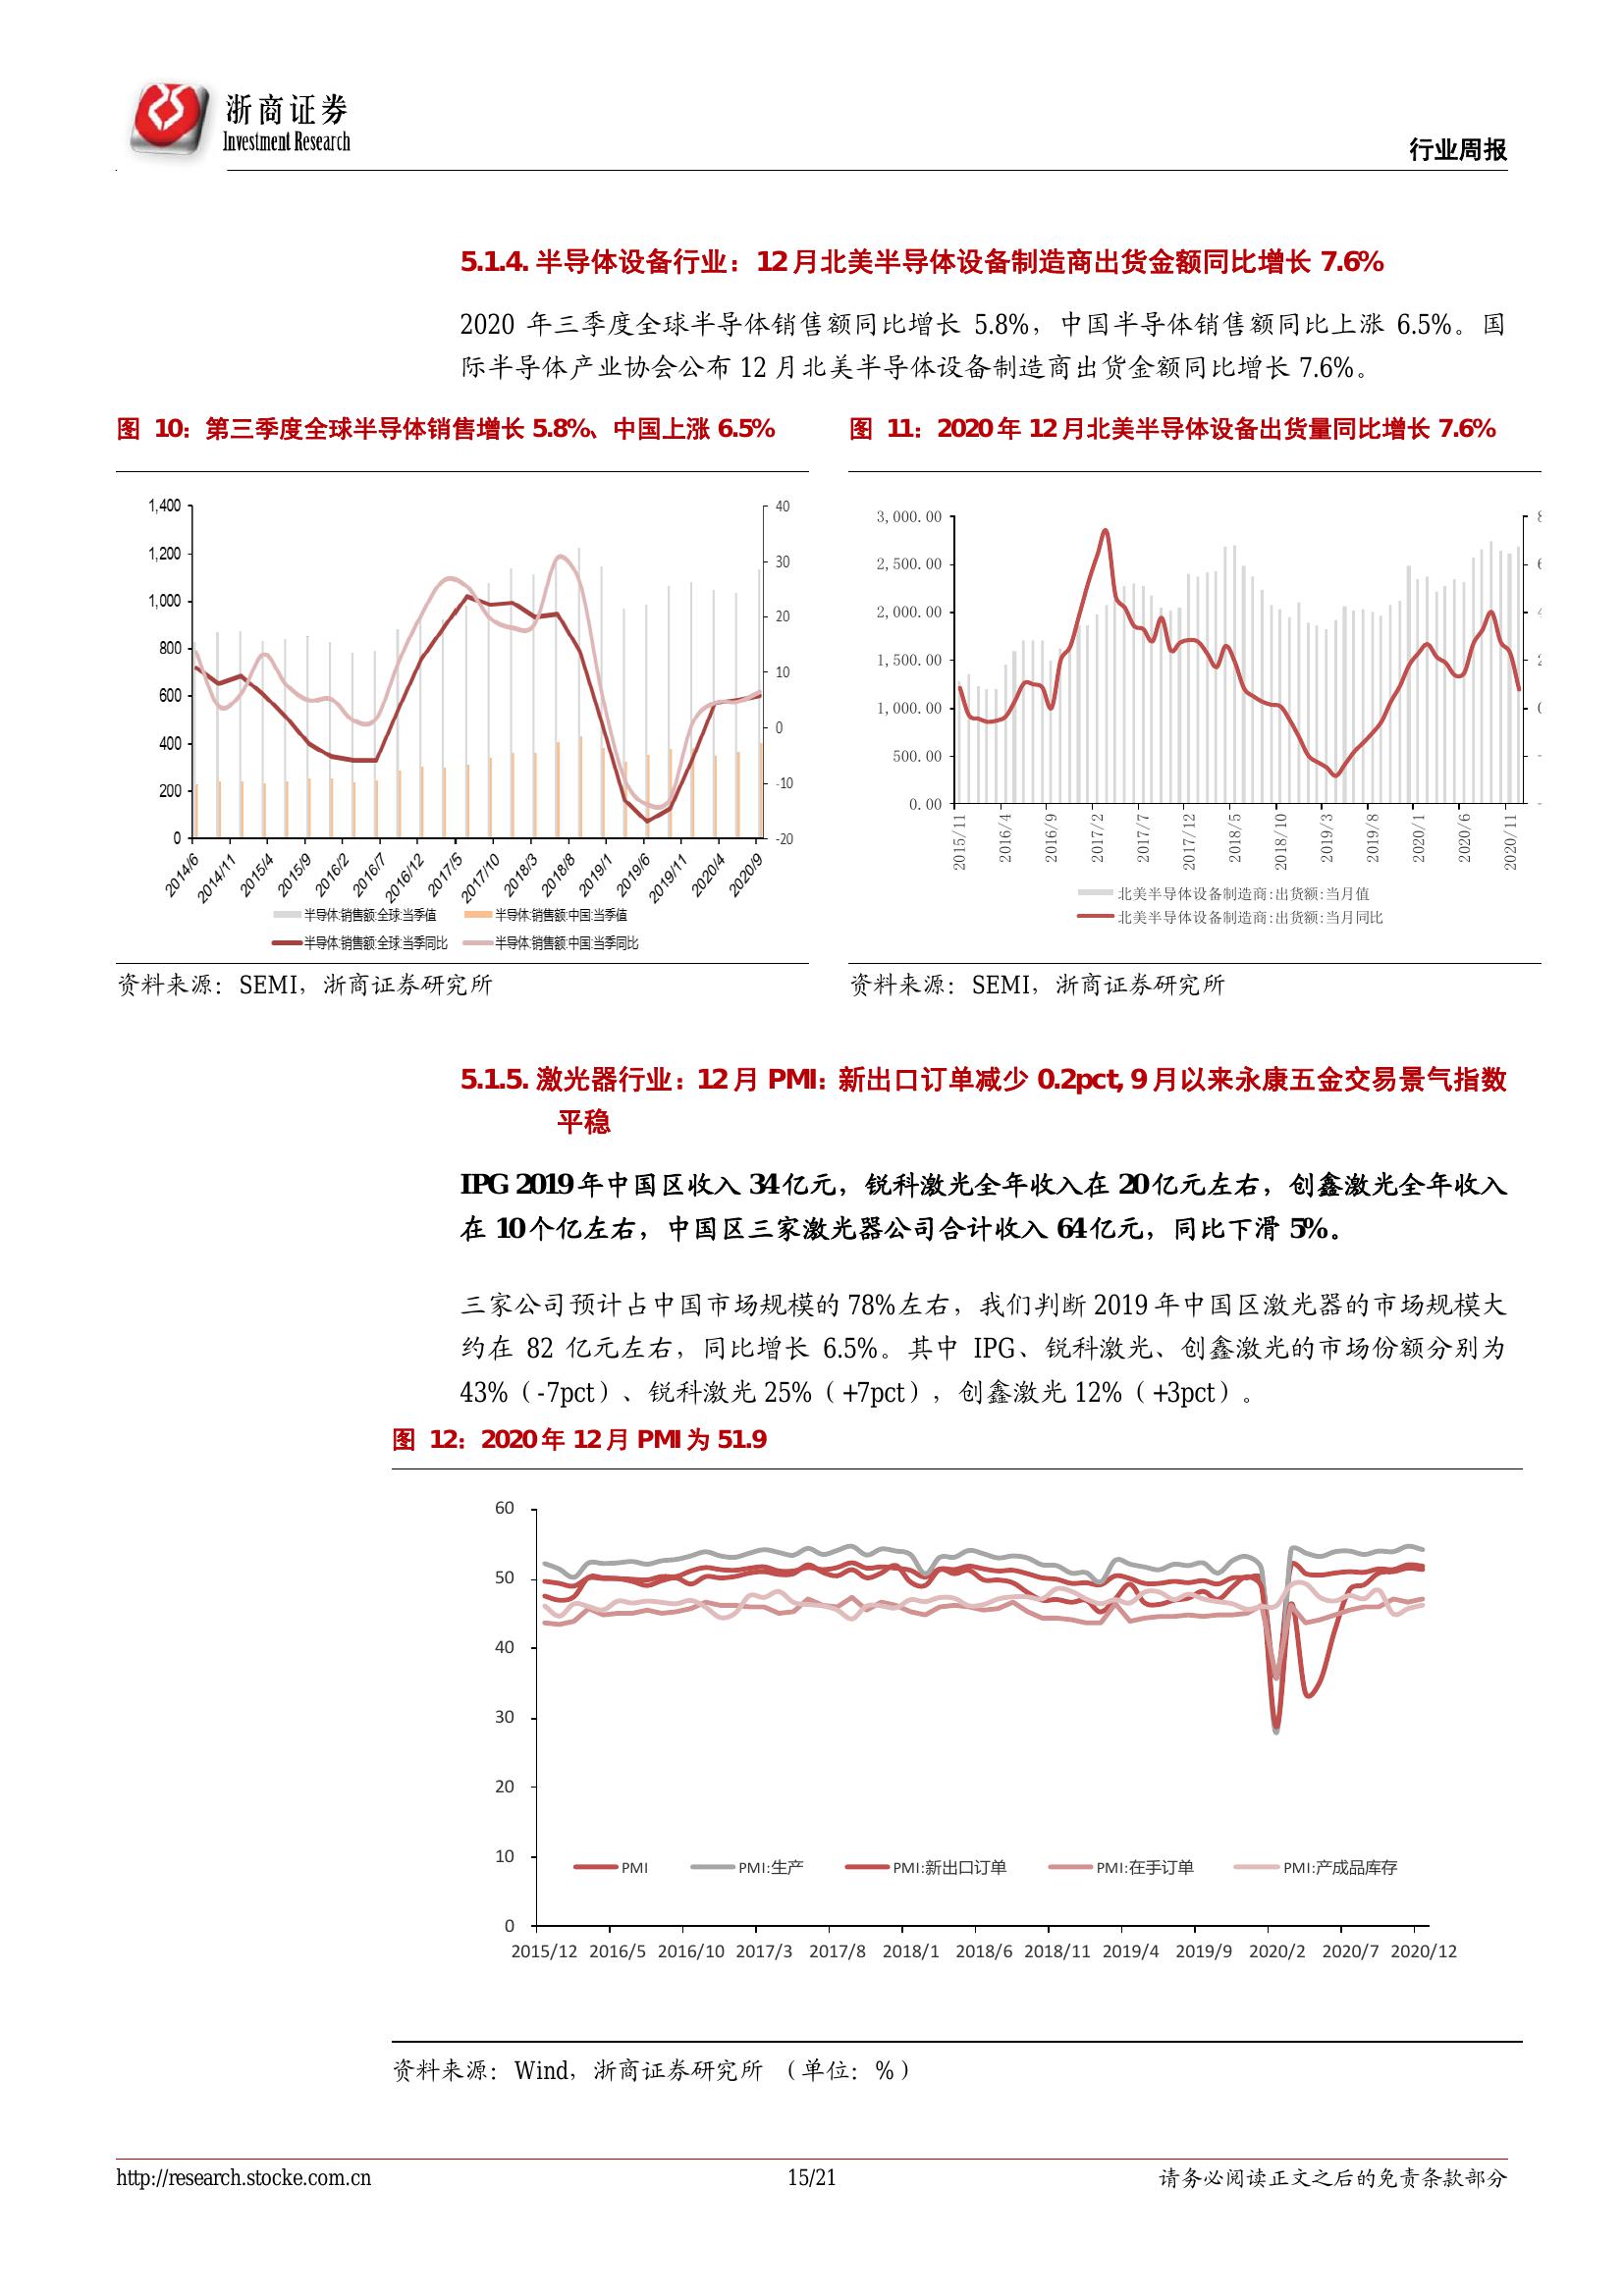 浙商证券
Investment Research
行业周报
5.1.4. 半导体设备行业：12月北美半导体设备制造商出货金额同比增长 7.6%
2020 年三季度全球半导体销售额同比增长 5.8%，中国半导体销售额同比上涨 6.5%。国
际半导体产业协会公布 12 月北美半导体设备制造商出货金额同比增长 7.6%。
图 10：第三季度全球半导体销售增长 5.8%、中国上涨 6.5%
1,400
1,200
1,000
800
600
400
200
0
40
30
20
10
0
-10
-20
2014/6
2014/11
2015/4
2015/9
2016/2
2016/7
2016/12
2017/5
2017/10
2018/3
2018/8
2019/1
2019/6
2019/11
2020/4
2020/9
半导体:销售额:全球:当季值
半导体:销售额:中国:当季值
半导体:销售额:全球:当季同比
半导体:销售额:中国:当季同比
资料来源：SEMI，浙商证券研究所
图 11：2020年 12月北美半导体设备出货量同比增长 7.6%
3,000.00
2,500.00
2,000.00
1,500.00
1,000.00
500.00
0.00
2015/11
2016/4
2016/9
2017/2
2017/7
2017/12
2018/5
2018/10
2019/3
2019/8
2020/1
2020/6
2020/11
北美半导体设备制造商:出货额:当月值
北美半导体设备制造商:出货额:当月同比
资料来源：SEMI，浙商证券研究所
5.1.5. 激光器行业：12月 PMI：新出口订单减少 0.2pct, 9月以来永康五金交易景气指数
平稳
IPG 2019年中国区收入 34亿元，锐科激光全年收入在 20亿元左右，创鑫激光全年收入
在 10个亿左右，中国区三家激光器公司合计收入 64亿元，同比下滑 5%。
三家公司预计占中国市场规模的 78%左右，我们判断 2019 年中国区激光器的市场规模大
约在 82 亿元左右，同比增长 6.5%。其中 IPG、锐科激光、创鑫激光的市场份额分别为
43%（-7pct）、锐科激光 25%（+7pct），创鑫激光 12%（+3pct）。
图 12：2020年 12月 PMI为 51.9
60
50
40
30
20
10
0
PMI
PMI:生产
PMI:新出口订单
PMI:在手订单
PMI:产成品库存
2015/12 2016/5 2016/10 2017/3 2017/8 2018/1 2018/6 2018/11 2019/4 2019/9 2020/2 2020/7 2020/12
资料来源：Wind，浙商证券研究所 （单位：%）
http://research.stocke.com.cn
15/21
请务必阅读正文之后的免责条款部分